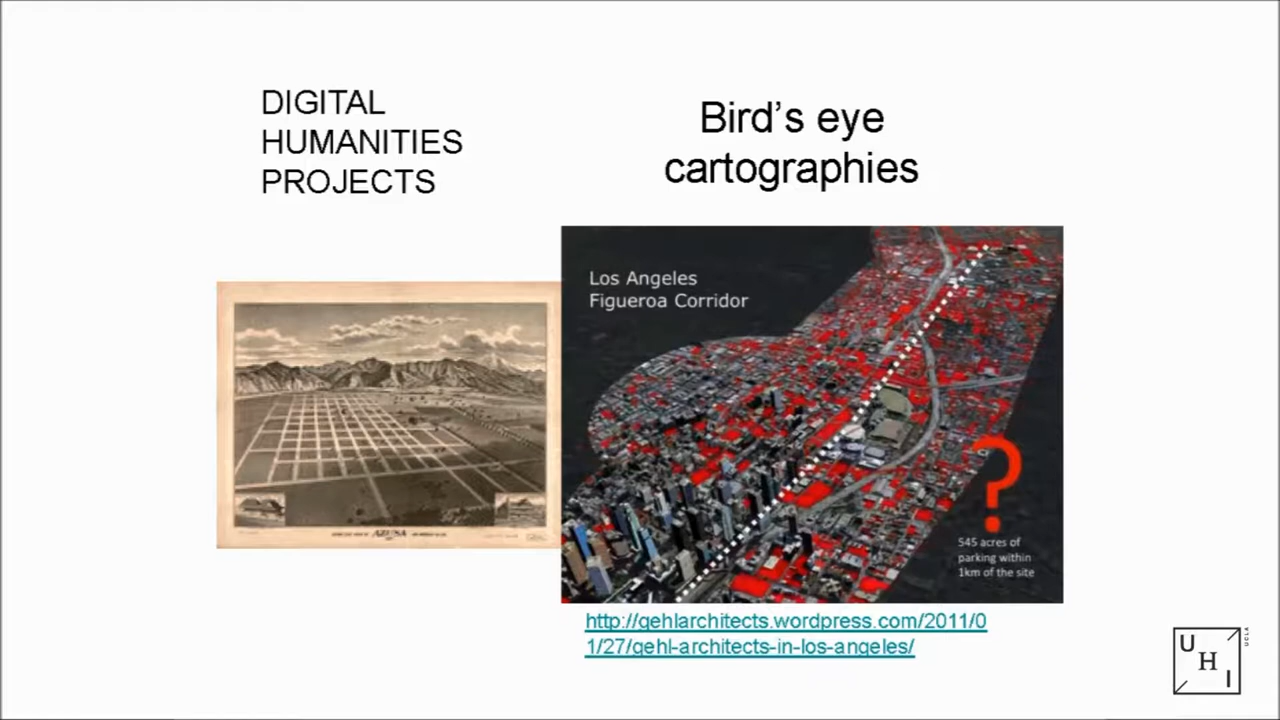 DIGITAL
HUMANITIES
PROJECTS
Bird's eye
cartographies
Los Angeles
Figueroa Corridor
545 acres of
parking within
1km of the site
AZUSA
http://gehlarchitects.wordpress.com/2011/0
1/27/gehl-architects-in-los-angeles/
U
H
I
UCLA